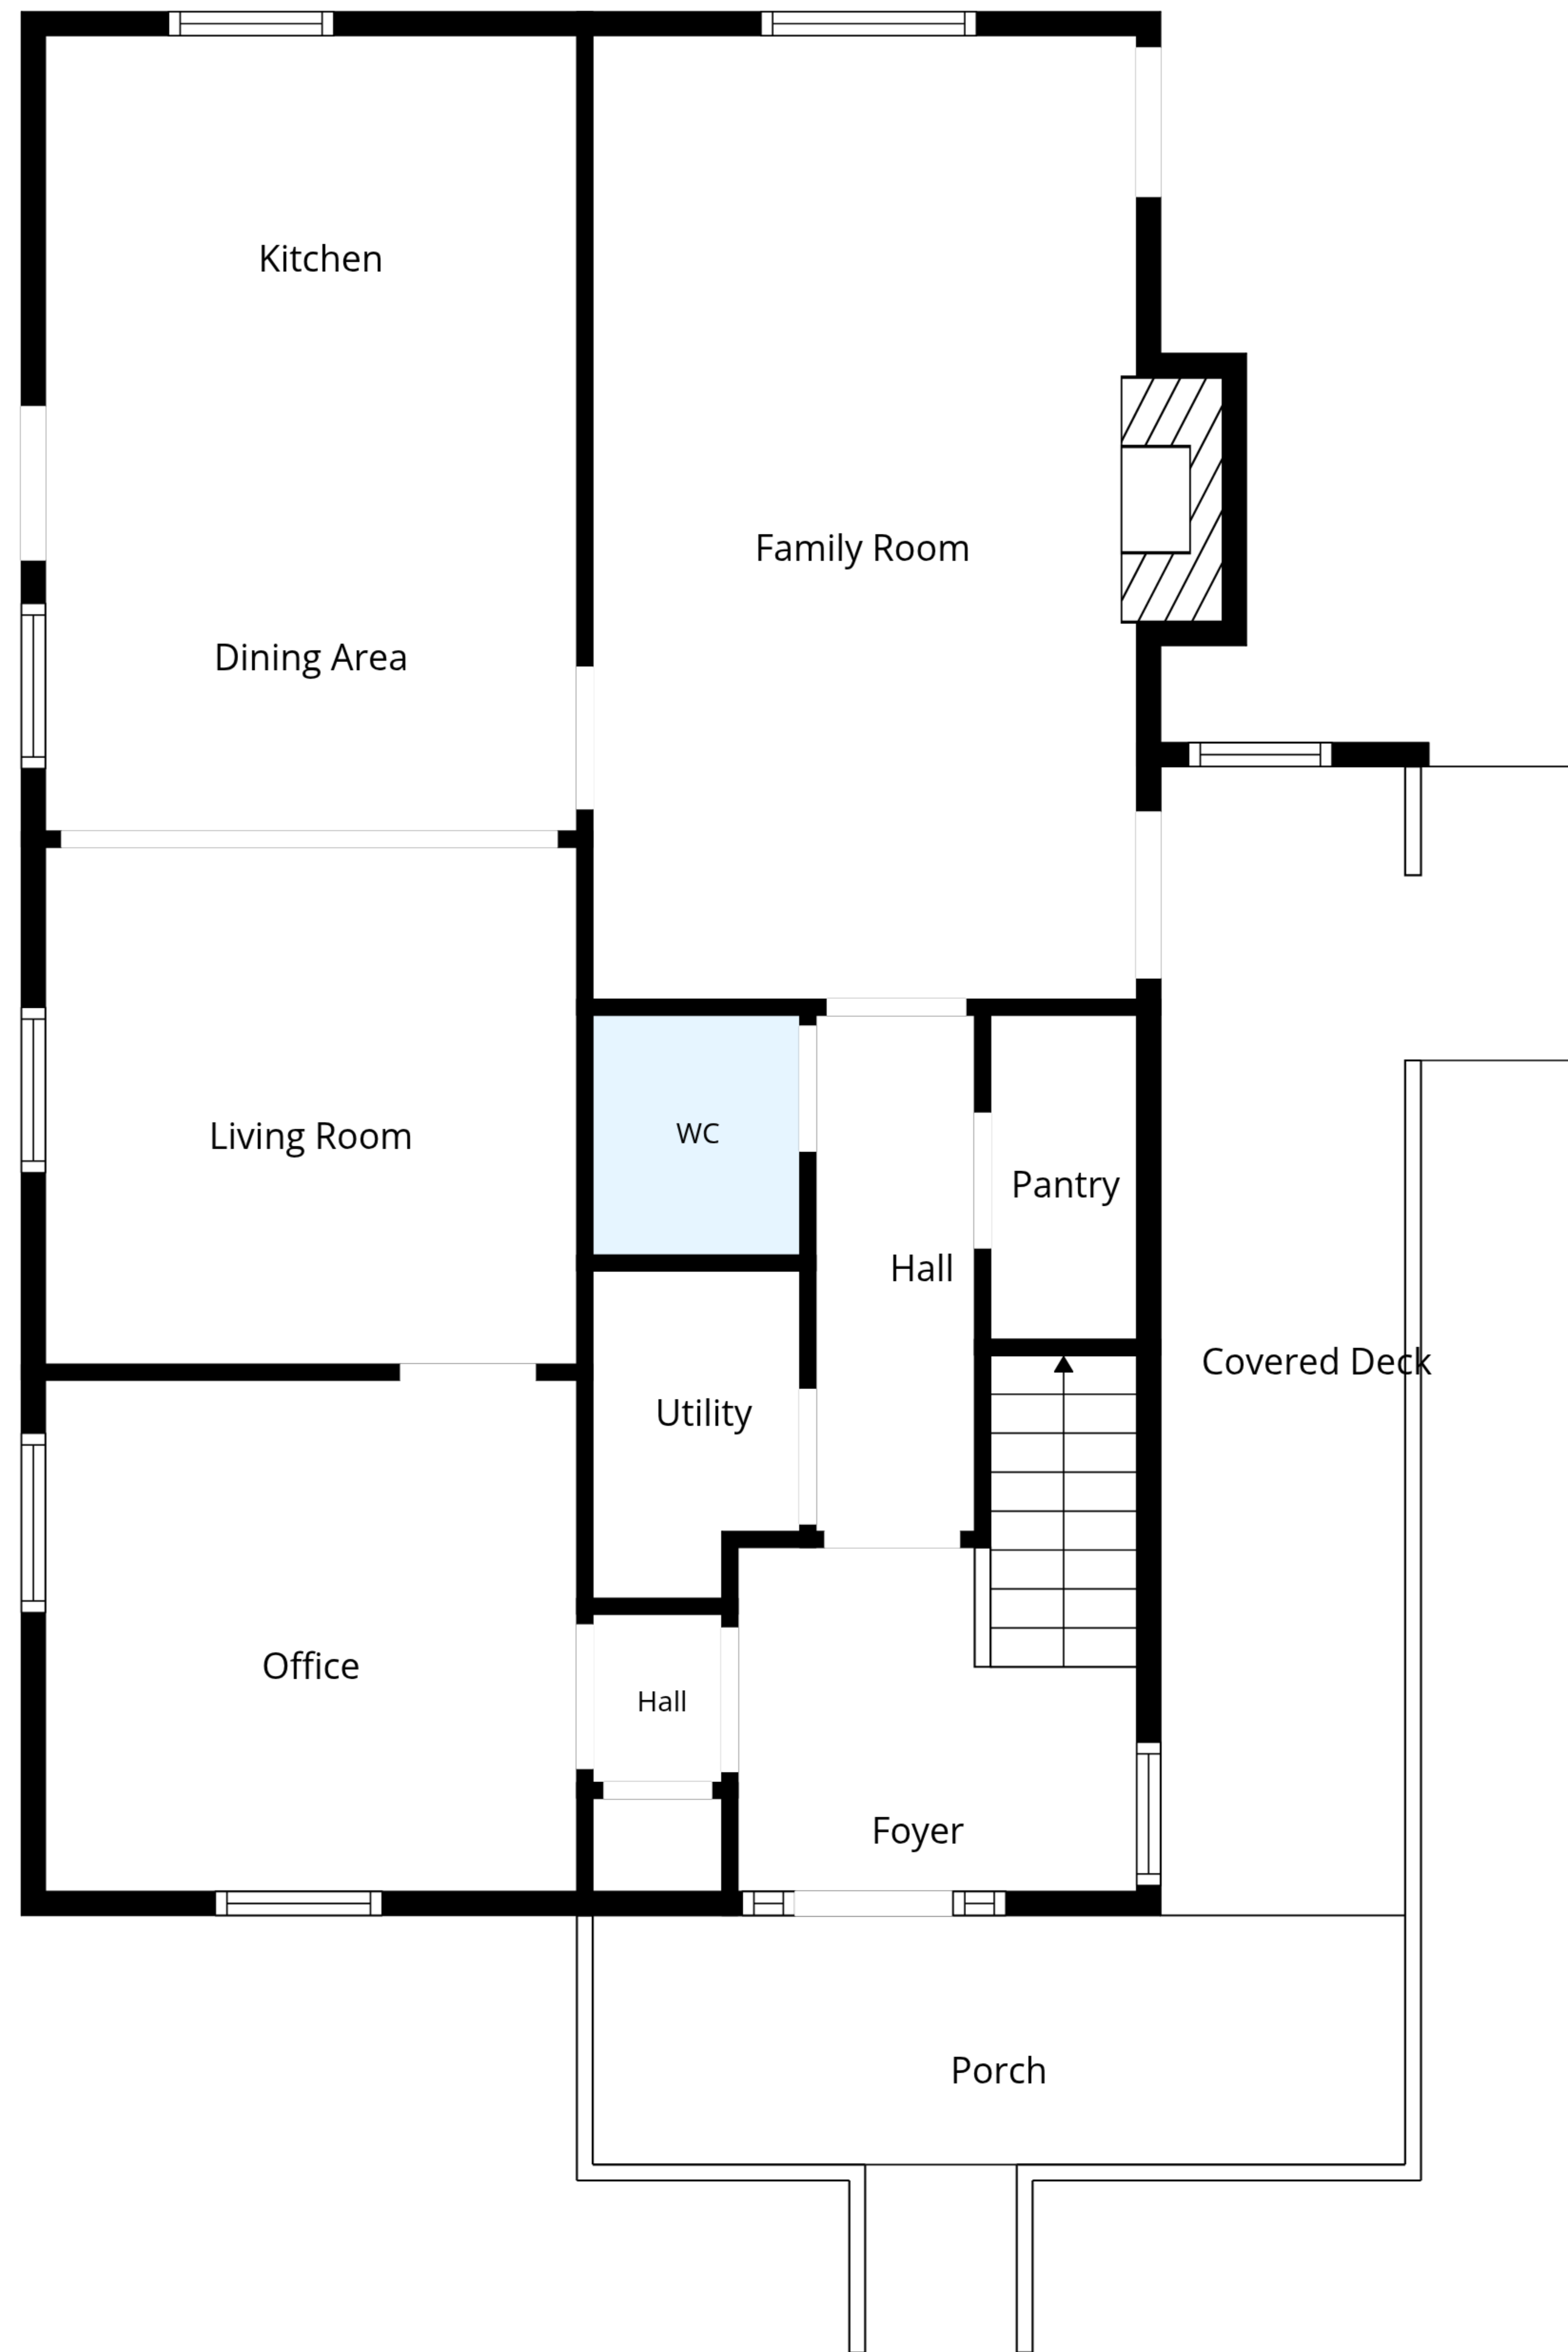 Kitchen
Family Room
Dining Area
WC
Living Room
Pantry
Hall
Covered Deck
Utility
Office
Hall
Foyer
Porch